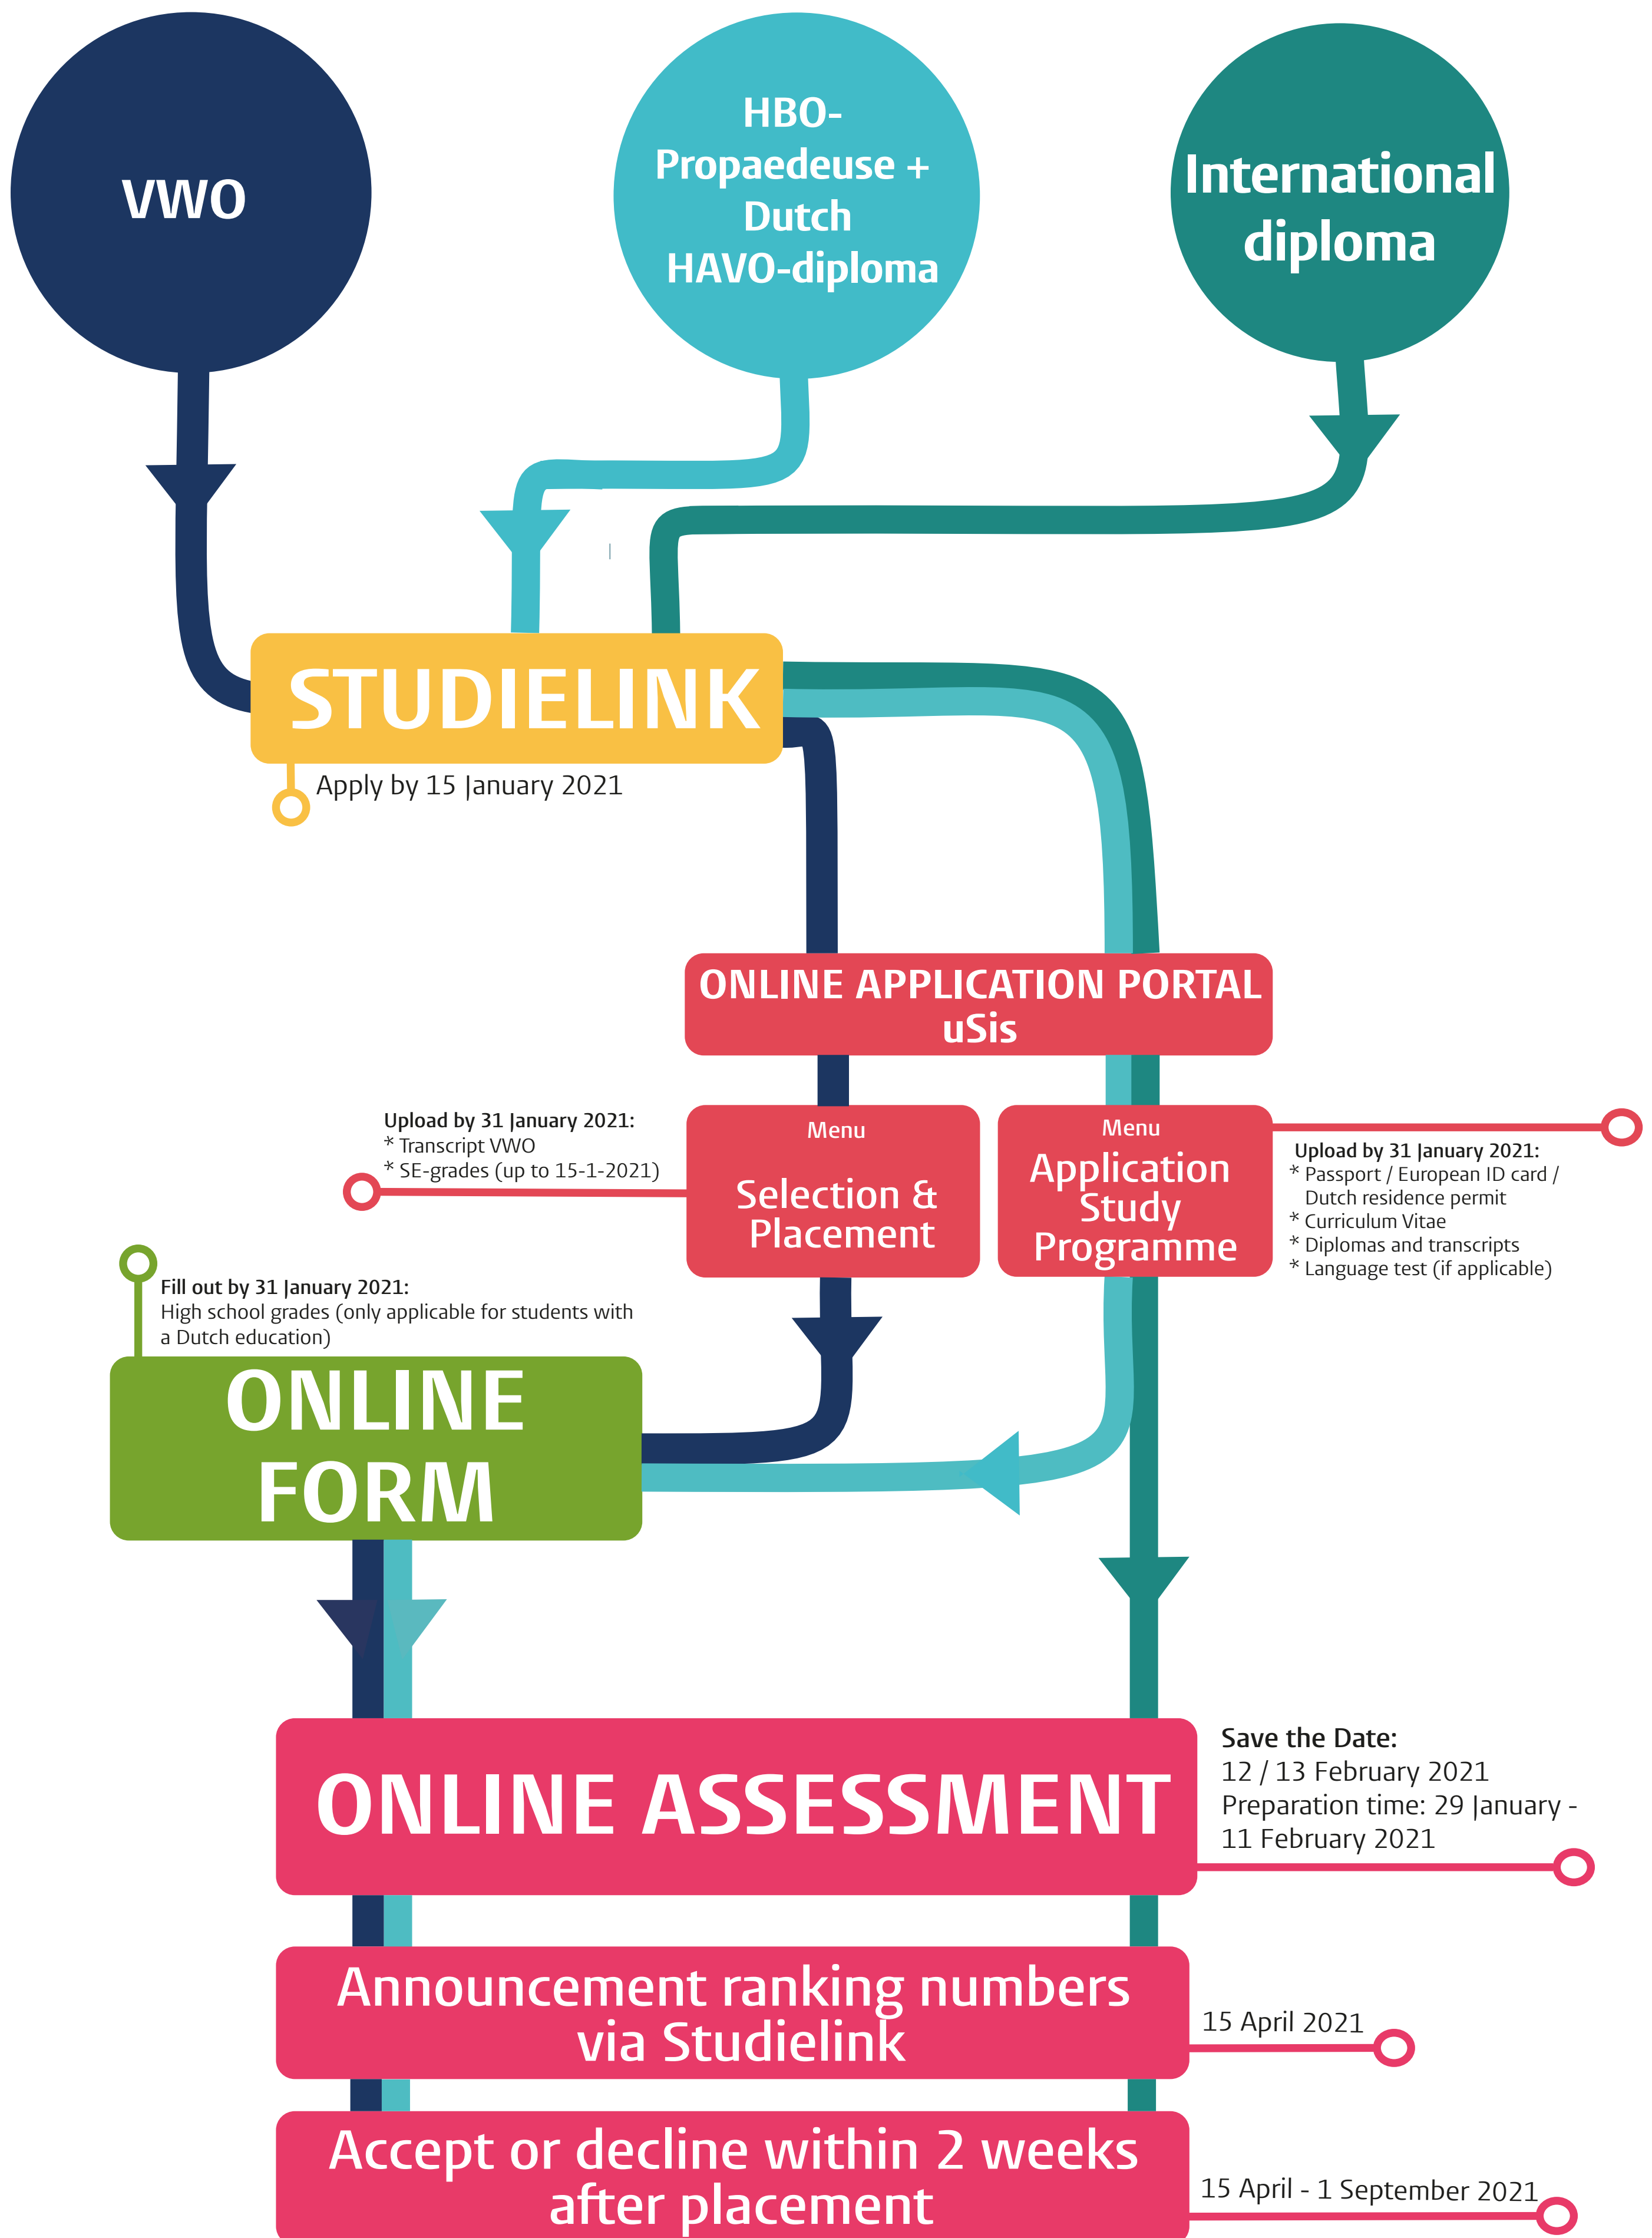 VWO
HBO-
Propaedeuse +
Dutch
HAVO-diploma
International
diploma
STUDIELINK
Apply by 15 January 2021
ONLINE APPLICATION PORTAL
uSis
Upload by 31 January 2021:
* Transcript VWO
* SE-grades (up to 15-1-2021)
Menu
Selection &
Placement
Menu
Application
Study
Programme
Upload by 31 January 2021:
* Passport / European ID card /
Dutch residence permit
* Curriculum Vitae
* Diplomas and transcripts
* Language test (if applicable)
Fill out by 31 January 2021:
High school grades (only applicable for students with
a Dutch education)
ONLINE
FORM
ONLINE ASSESSMENT
Save the Date:
12 / 13 February 2021
Preparation time: 29 January -
11 February 2021
Announcement ranking numbers
via Studielink
15 April 2021
Accept or decline within 2 weeks
after placement
15 April - 1 September 2021